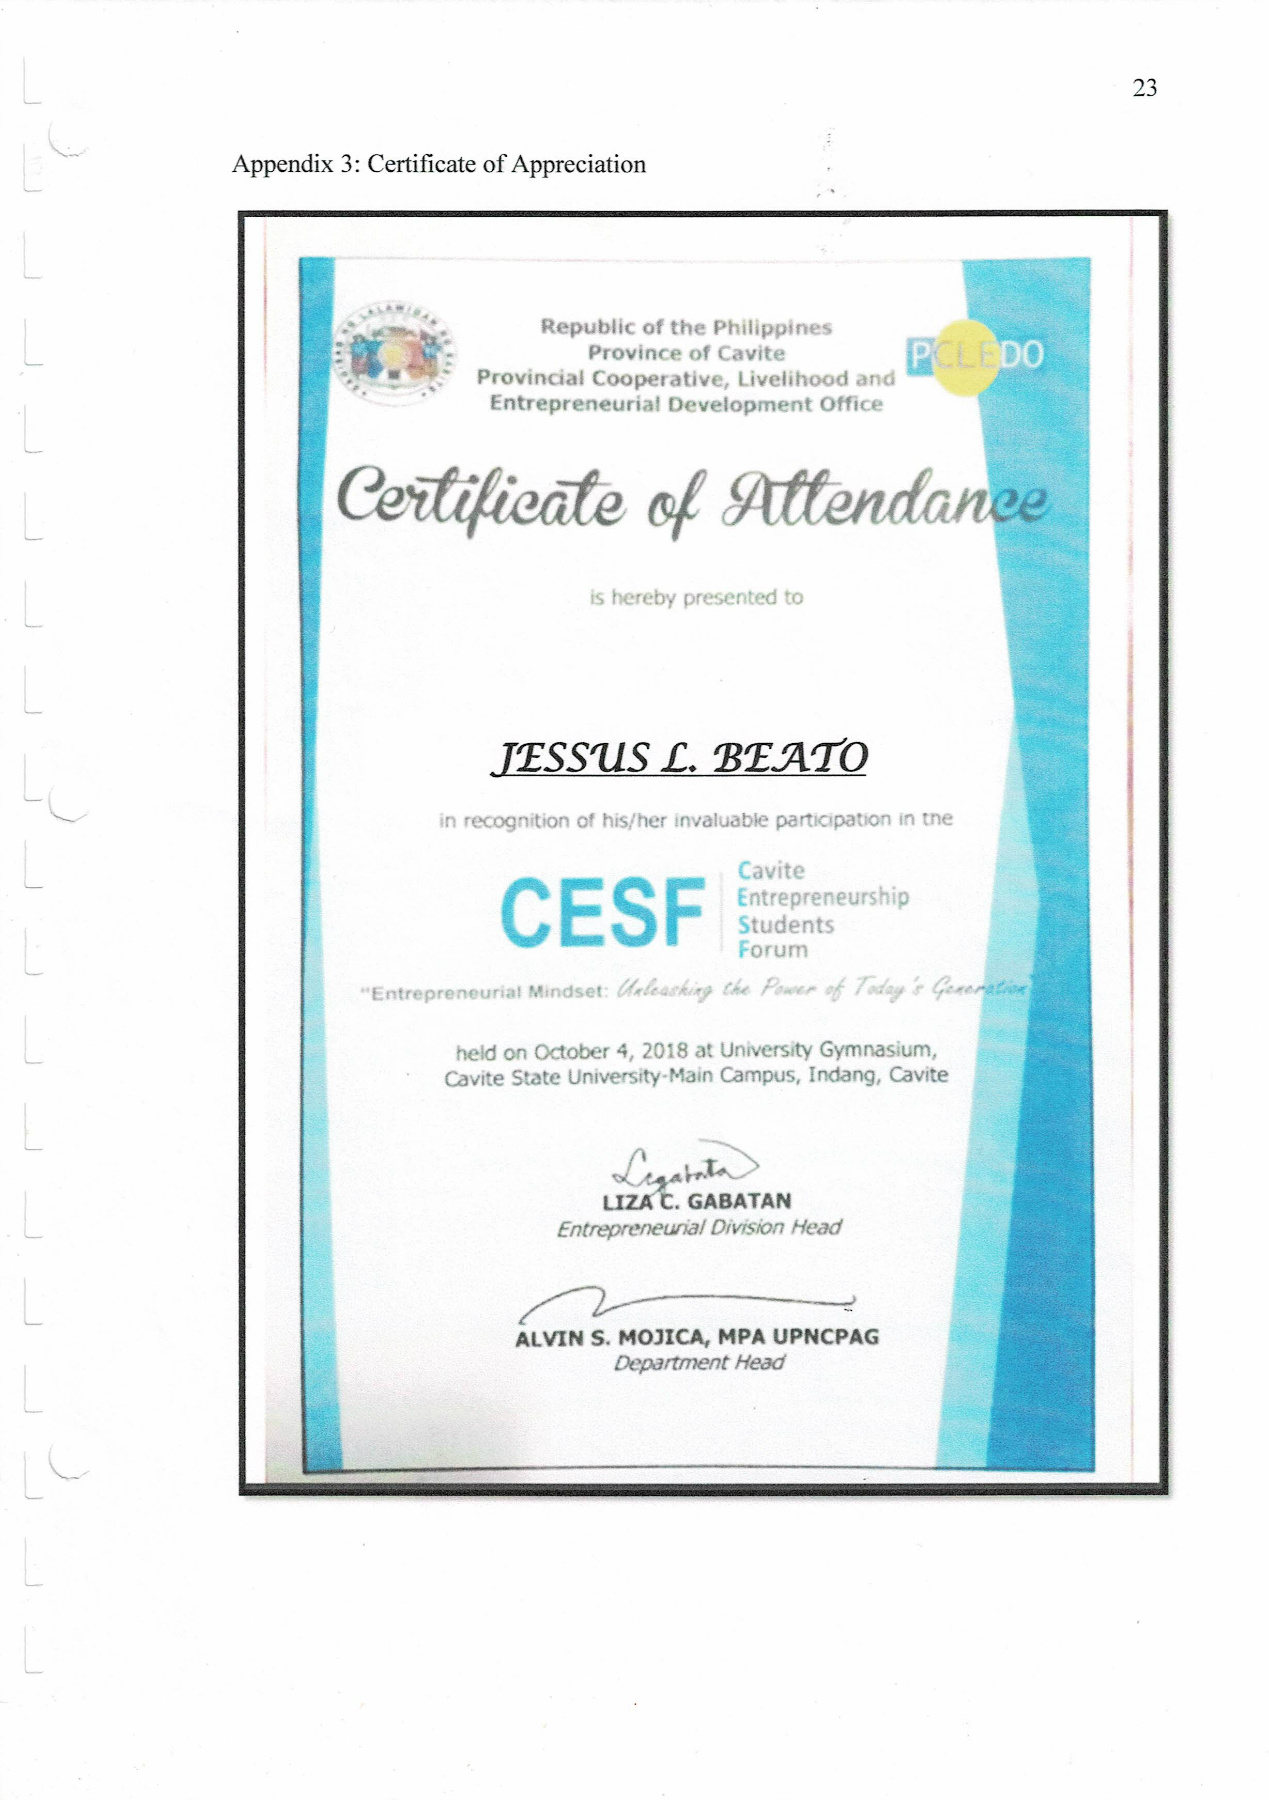 23
Appendix 3: Certificate of Appreciation
Republic of the Philippines
Province of Cavite
Provincial Cooperative, Livelihood and
Entrepreneurial Development Office
PCLEDO
Certificate of Attendance
is hereby presented to
JESSUS L. BEATO
in recognition of his/her invaluable participation in the
CESF
Cavite
Entrepreneurship
Students
Forum
"Entrepreneurial Mindset: Unleashing the Power of Today's Generation"
held on October 4, 2018 at University Gymnasium,
Cavite State University-Main Campus, Indang, Cavite
Lcgabata
LIZA C. GABATAN
Entrepreneurial Division Head
ALVIN S. MOJICA, MPA UPNCPAG
Department Head